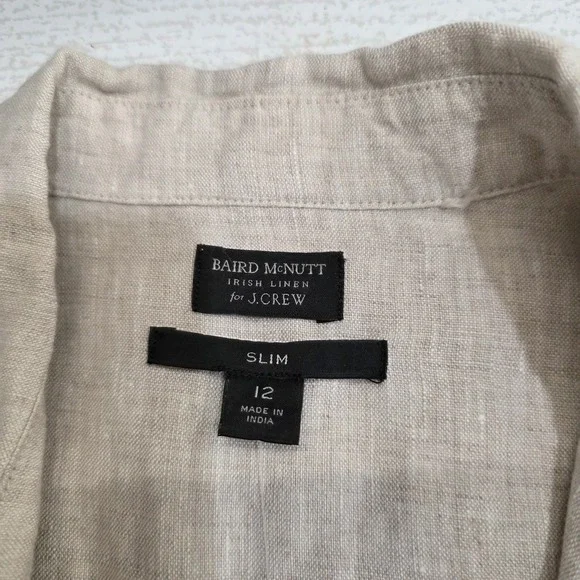 BAIRD McNUTT
IRISH LINEN
for J.CREW
SLIM
12
MADE IN
INDIA